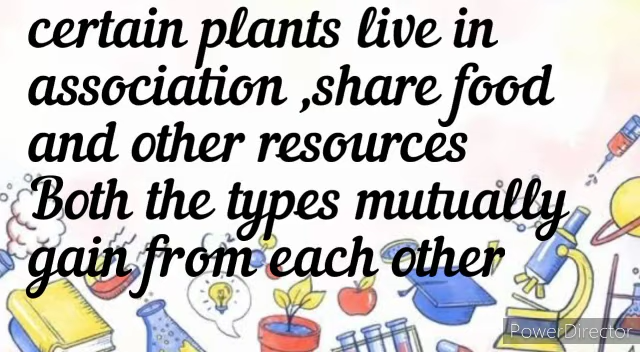 certain plants live in
association ,share food
and other resources
Both the types mutually
gain from each other
PowerDirector